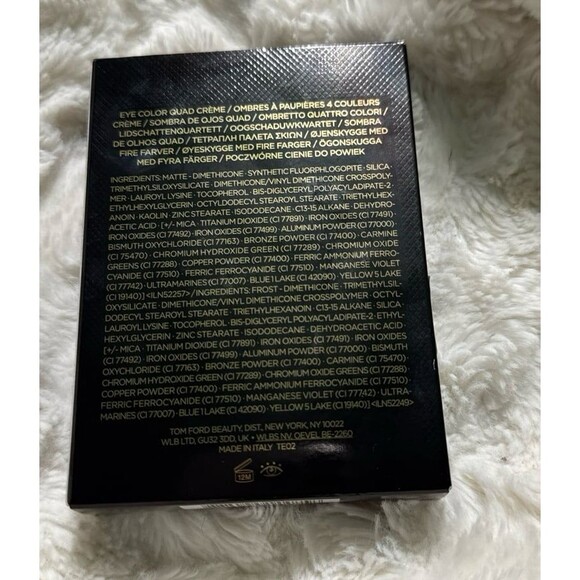 EYE COLOR QUAD CRÈME / OMBRES À PAUPIÈRES 4 COULEURS
CRÈME / SOMBRA DE OJOS QUAD / OMBRETTO QUATTRO COLORI /
LIDSCHATTENQUARTETT / OOGSCHADUWKWARTET / SOMBRA
DE OLHOS QUAD / ΤΕΤΡΑΠΛΗ ΠΑΛΕΤΑ ΣΚΙΩΝ / ØJENSKYGGE MED
FIRE FARVER / ØYESKYGGE MED FIRE FARGER / ÖGONSKUGGA
MED FYRA FÄRGER / POCZWÓRNE CIENIE DO POWIEK
INGREDIENTS: MATTE • DIMETHICONE • SYNTHETIC FLUORPHLOGOPITE • SILICA •
TRIMETHYLSILOXYSILICATE • DIMETHICONE/VINYL DIMETHICONE CROSSPOLY-
MER • LAUROYL LYSINE • TOCOPHEROL • BIS-DIGLYCERYL POLYACYLADIPATE-2 •
ETHYLHEXYLGLYCERIN • OCTYLDODECYL STEAROYL STEARATE • TRIETHYLHEX-
ANOIN • KAOLIN • ZINC STEARATE • ISODODECANE • C13-15 ALKANE • DEHYDRO-
ACETIC ACID • [+/- MICA • TITANIUM DIOXIDE (CI 77891) • IRON OXIDES (CI 77491)
• IRON OXIDES (CI 77492) • IRON OXIDES (CI 77499) • ALUMINUM POWDER (CI 77000) •
BISMUTH OXYCHLORIDE (CI 77163) • BRONZE POWDER (CI 77400) • CARMINE
(CI 75470) • CHROMIUM HYDROXIDE GREEN (CI 77289) • CHROMIUM OXIDE
GREENS (CI 77288) • COPPER POWDER (CI 77400) • FERRIC AMMONIUM FERRO-
CYANIDE (CI 77510) • FERRIC FERROCYANIDE (CI 77510) • MANGANESE VIOLET
(CI 77742) • ULTRAMARINES (CI 77007) • BLUE 1 LAKE (CI 42090) • YELLOW 5 LAKE
(CI 19140)] <ILN52257> / INGREDIENTS: FROST • DIMETHICONE • TRIMETHYLSIL-
OXYSILICATE • DIMETHICONE/VINYL DIMETHICONE CROSSPOLYMER • OCTYL-
DODECYL STEAROYL STEARATE • TRIETHYLHEXANOIN • C13-15 ALKANE • SILICA •
LAUROYL LYSINE • TOCOPHEROL • BIS-DIGLYCERYL POLYACYLADIPATE-2 • ETHYL-
HEXYLGLYCERIN • ZINC STEARATE • ISODODECANE • DEHYDROACETIC ACID •
[+/- MICA • TITANIUM DIOXIDE (CI 77891) • IRON OXIDES (CI 77491) • IRON OXIDES
(CI 77492) • IRON OXIDES (CI 77499) • ALUMINUM POWDER (CI 77000) • BISMUTH
OXYCHLORIDE (CI 77163) • BRONZE POWDER (CI 77400) • CARMINE (CI 75470) •
CHROMIUM HYDROXIDE GREEN (CI 77289) • CHROMIUM OXIDE GREENS (CI 77288) •
COPPER POWDER (CI 77400) • FERRIC AMMONIUM FERROCYANIDE (CI 77510) •
FERRIC FERROCYANIDE (CI 77510) • MANGANESE VIOLET (CI 77742) • ULTRA-
MARINES (CI 77007) • BLUE 1 LAKE (CI 42090) • YELLOW 5 LAKE (CI 19140)] <ILN52249>
TOM FORD BEAUTY, DIST., NEW YORK, NY 10022
WLB LTD, GU32 3DD, UK • WLBS NV, OEVEL BE-2260
MADE IN ITALY TE02
12M